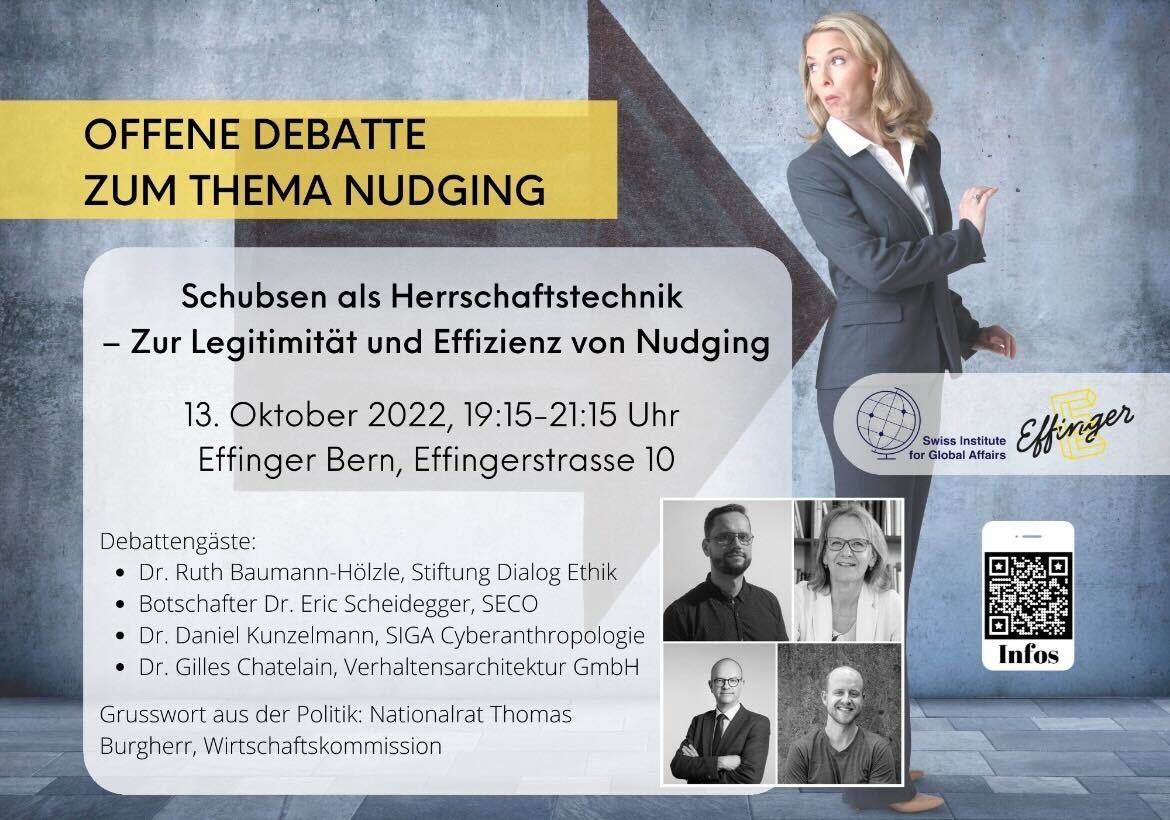 OFFENE DEBATTE
ZUM THEMA NUDGING
Schubsen als Herrschaftstechnik
– Zur Legitimität und Effizienz von Nudging
13. Oktober 2022, 19:15-21:15 Uhr
Effinger Bern, Effingerstrasse 10
Swiss Institute
for Global Affairs
Effinger
E
Debattengäste:
• Dr. Ruth Baumann-Hölzle, Stiftung Dialog Ethik
• Botschafter Dr. Eric Scheidegger, SECO
• Dr. Daniel Kunzelmann, SIGA Cyberanthropologie
• Dr. Gilles Chatelain, Verhaltensarchitektur GmbH
Grusswort aus der Politik: Nationalrat Thomas
Burgherr, Wirtschaftskommission
Infos